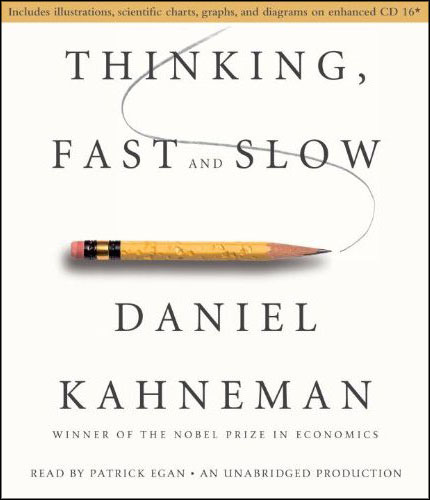 Includes illustrations, scientific charts, graphs, and diagrams on enhanced CD 16*
THINKING,
FAST AND SLOW
DANIEL
KAHNEMAN
WINNER OF THE NOBEL PRIZE IN ECONOMICS
READ BY PATRICK EGAN • AN UNABRIDGED PRODUCTION